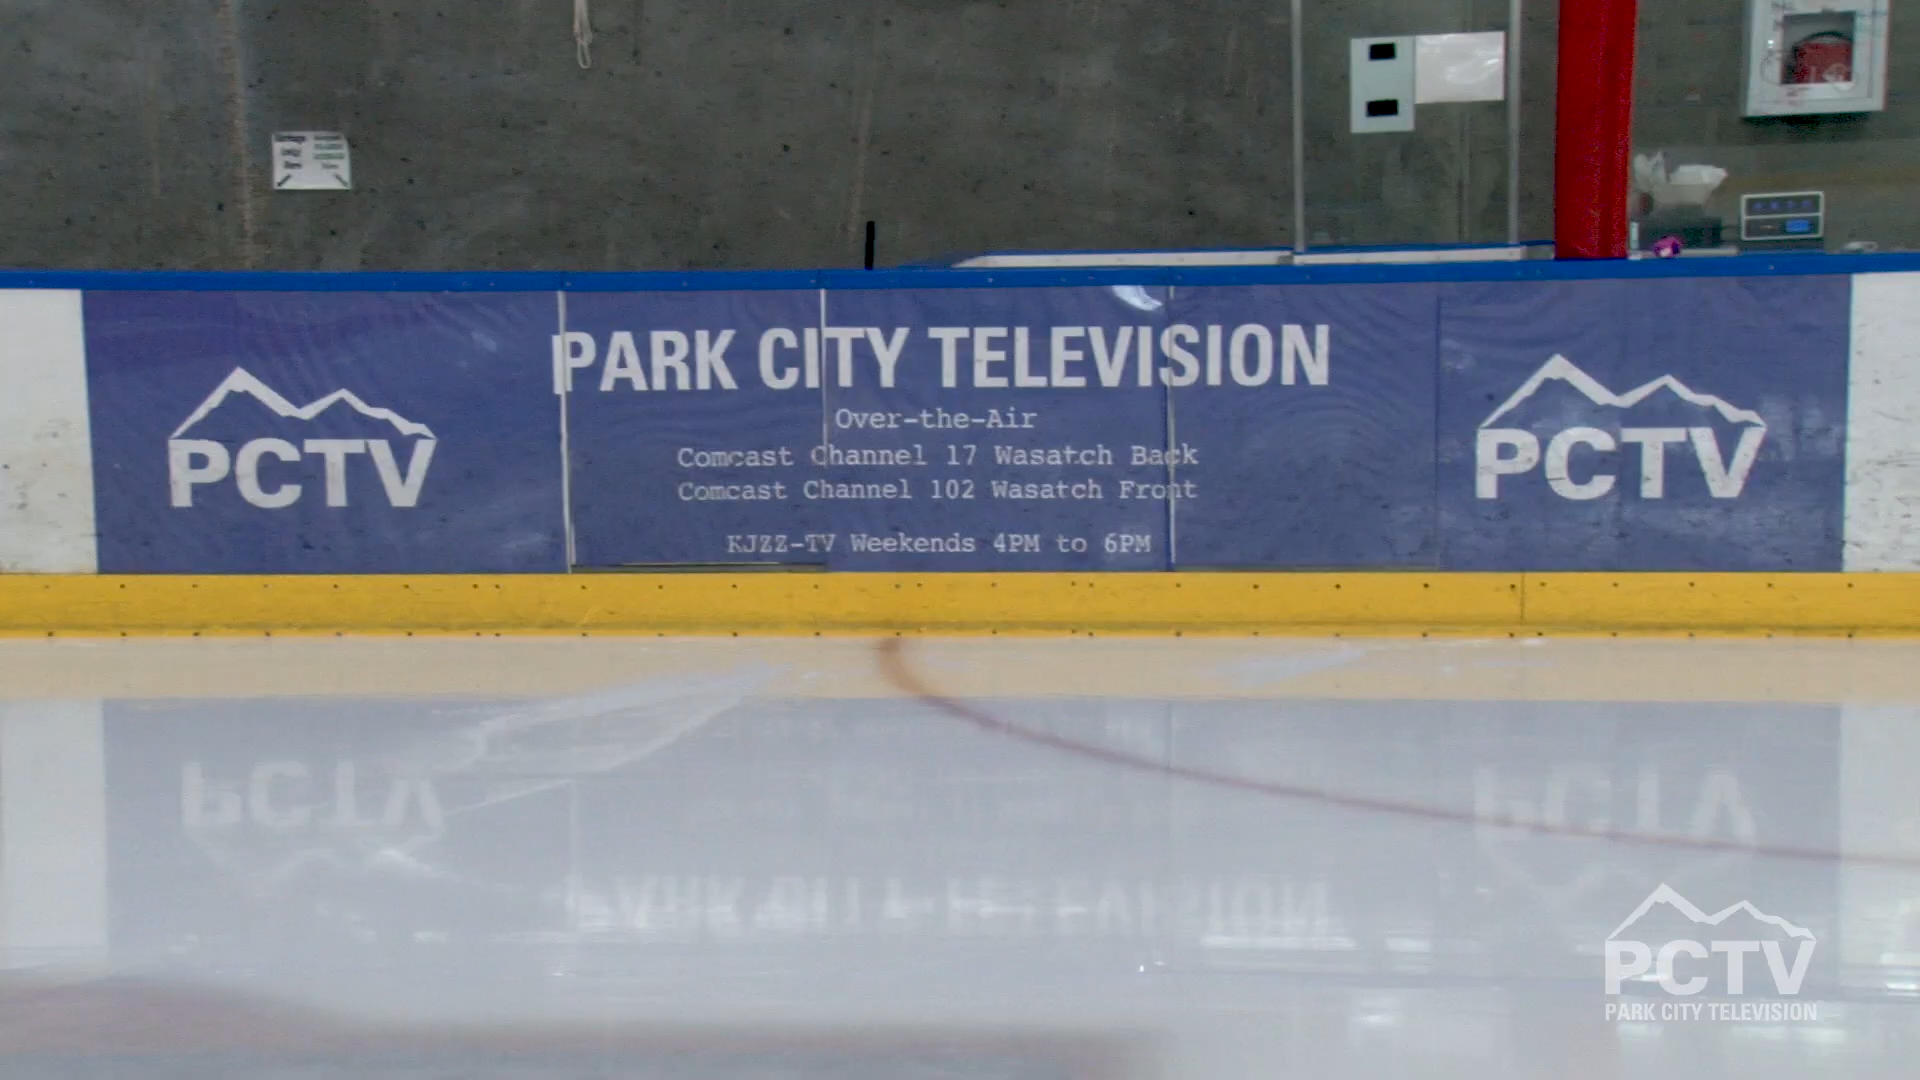 PARK CITY TELEVISION
Over-the-Air
Comcast Channel 17 Wasatch Back
Comcast Channel 102 Wasatch Front
KJZZ-TV Weekends 4PM to 6PM
PCTV
PCTV
PCTV
PARK CITY TELEVISION